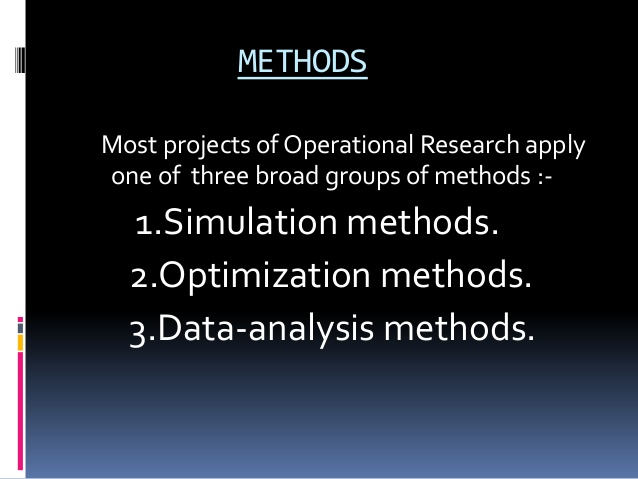 METHODS
Most projects of Operational Research apply
one of three broad groups of methods :-
1.Simulation methods.
2.Optimization methods.
3.Data-analysis methods.